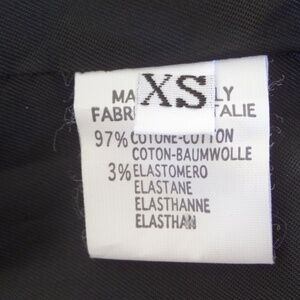 XS
MA LY
FABR TALIE
97% COTONE-COTTON
COTON-BAUMWOLLE
3% ELASTOMERO
ELASTANE
ELASTHANNE
ELASTHAN